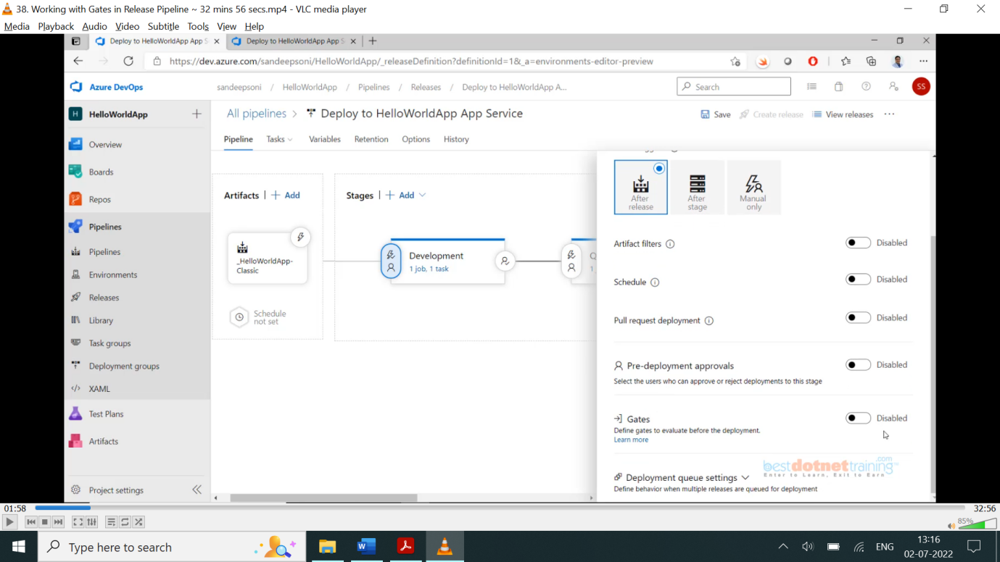 38. Working with Gates in Release Pipeline ~ 32 mins 56 secs.mp4 - VLC media player
Media Playback Audio Video Subtitle Tools View Help
Deploy to HelloWorldApp App S
Deploy to HelloWorldApp App S
https://dev.azure.com/sandeepsoni/HelloWorldApp/_releaseDefinition?definitionId=1&_a=environments-editor-preview
Azure DevOps
sandeepsoni / HelloWorldApp / Pipelines / Releases / Deploy to HelloWorldApp A...
Search
SS
H HelloWorldApp
All pipelines > Deploy to HelloWorldApp App Service
Save Create release View releases ...
Pipeline Tasks Variables Retention Options History
Overview
Boards
Repos
Pipelines
Pipelines
Environments
Releases
Library
Task groups
Deployment groups
XAML
Test Plans
Artifacts
Project settings
Artifacts | + Add
Stages | + Add
_HelloWorldApp-
Classic
Schedule
not set
Development
1 job, 1 task
Q
1
After
release
After
stage
Manual
only
Artifact filters Disabled
Schedule Disabled
Pull request deployment Disabled
Pre-deployment approvals Disabled
Select the users who can approve or reject deployments to this stage
Gates Disabled
Define gates to evaluate before the deployment.
Learn more
bestdotnettraining.com
Enter to Learn, Exit to Earn
Deployment queue settings
Define behavior when multiple releases are queued for deployment
01:58 32:56
85%
Type here to search
ENG
13:16
02-07-2022